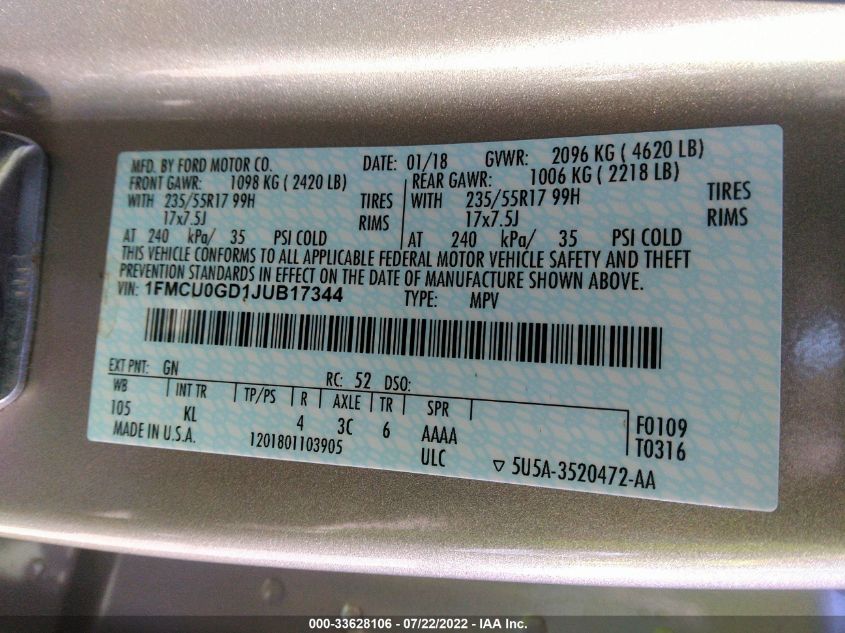 MFD. BY FORD MOTOR CO. DATE: 01/18 GVWR: 2096 KG ( 4620 LB)
FRONT GAWR: 1098 KG ( 2420 LB) REAR GAWR: 1006 KG ( 2218 LB)
WITH 235/55R17 99H TIRES WITH 235/55R17 99H TIRES
17x7.5J RIMS 17x7.5J RIMS
AT 240 kPa/ 35 PSI COLD AT 240 kPa/ 35 PSI COLD
THIS VEHICLE CONFORMS TO ALL APPLICABLE FEDERAL MOTOR VEHICLE SAFETY AND THEFT
PREVENTION STANDARDS IN EFFECT ON THE DATE OF MANUFACTURE SHOWN ABOVE.
VIN: 1FMCU0GD1JUB17344 TYPE: MPV
EXT PNT: GN RC: 52 DSO:
WB INT TR TP/PS R AXLE TR SPR
105 KL 4 3C 6 AAAA F0109
MADE IN U.S.A. 1201801103905 ULC T0316
▽ 5U5A-3520472-AA
000-33628106 - 07/22/2022 - IAA Inc.